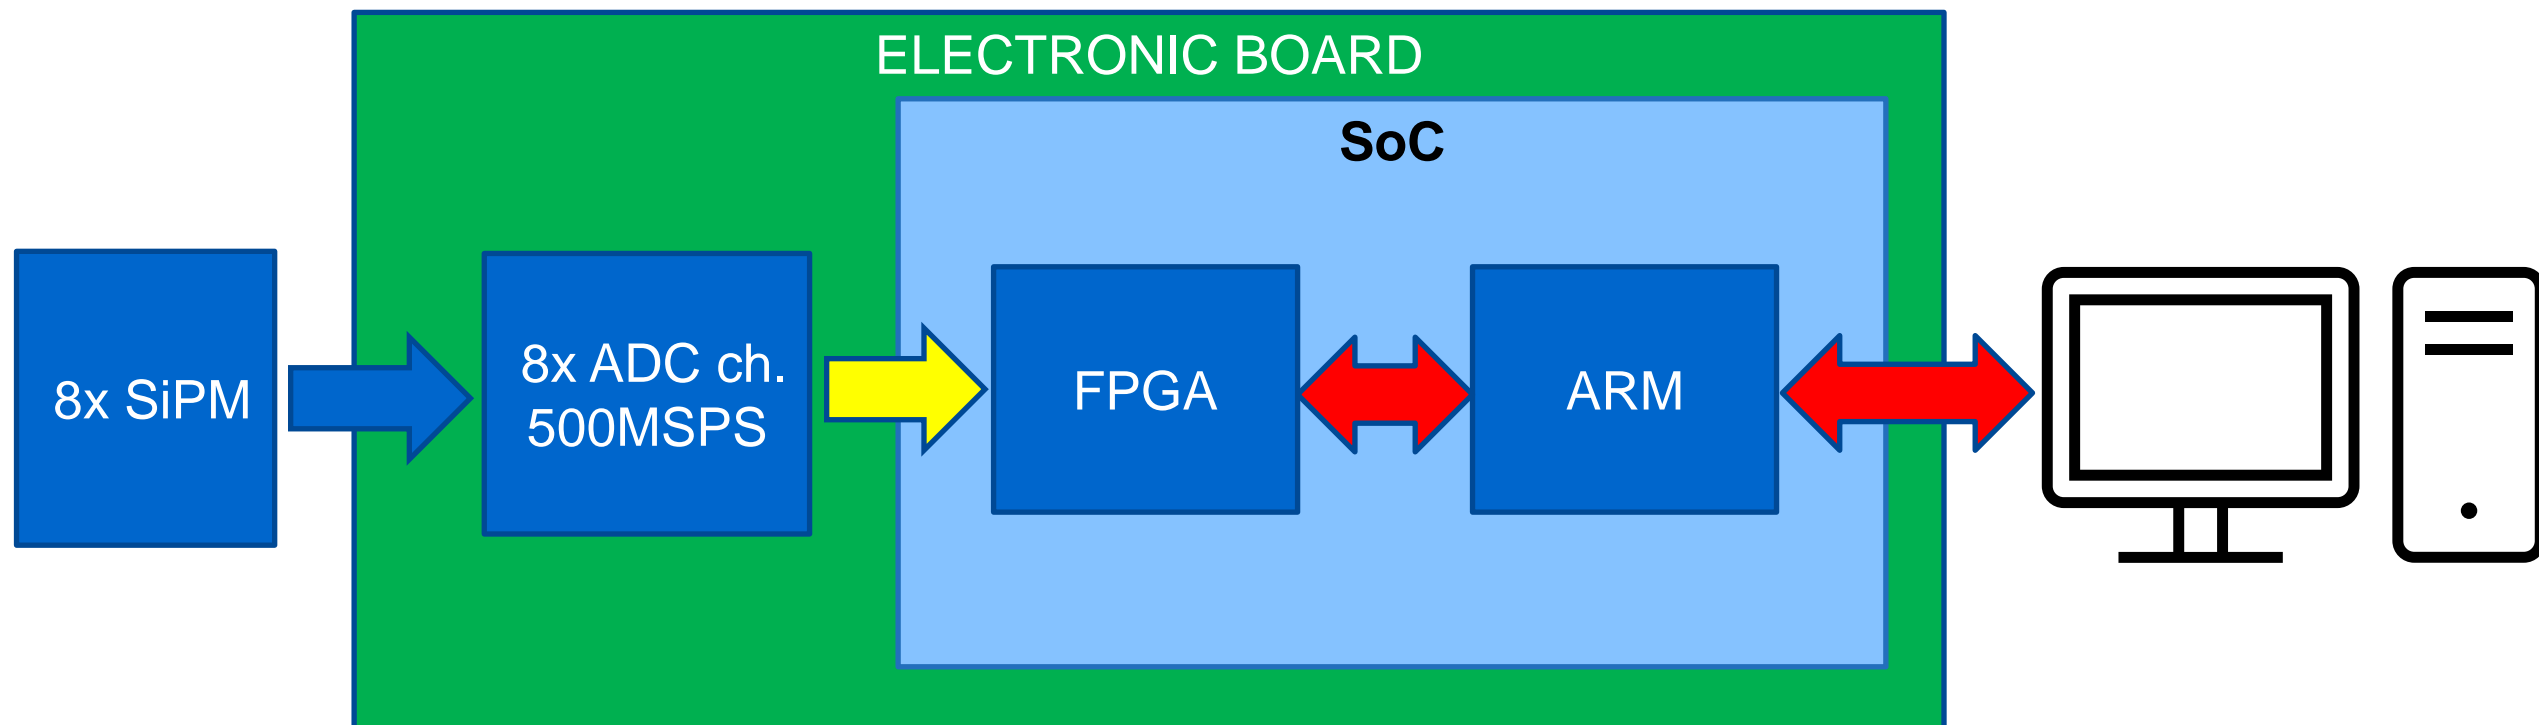 ELECTRONIC BOARD
SoC
8x SiPM
8x ADC ch.
500MSPS
FPGA
ARM